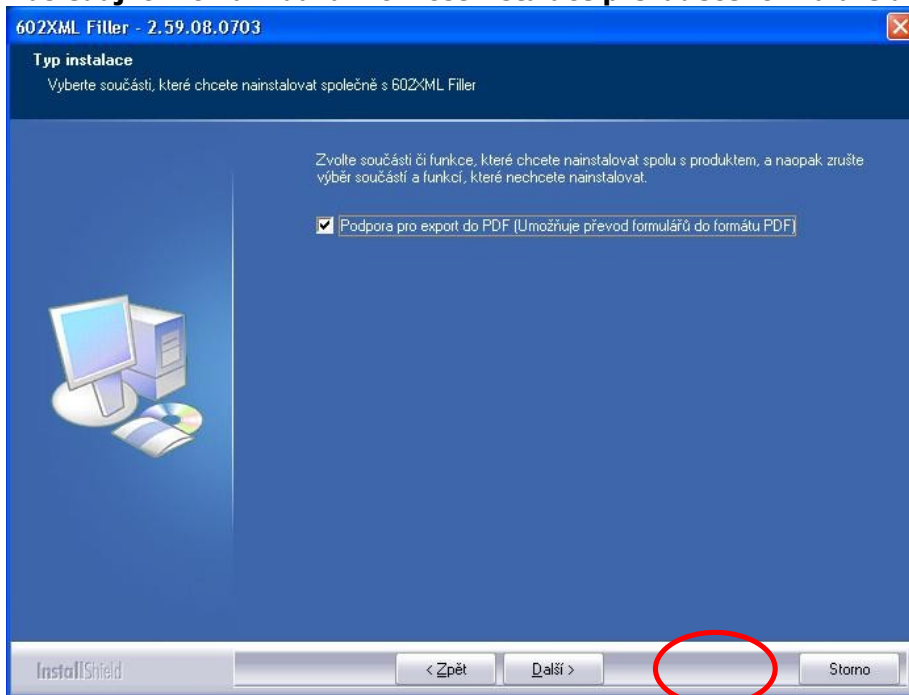 602XML Filler - 2.59.08.0703
Typ instalace
Vyberte součásti, které chcete nainstalovat společně s 602XML Filler
Zvolte součásti či funkce, které chcete nainstalovat spolu s produktem, a naopak zrušte
výběr součástí a funkcí, které nechcete nainstalovat.
Podpora pro export do PDF (Umožňuje převod formulářů do formátu PDF)
InstallShield
< Zpět
Další >
Storno